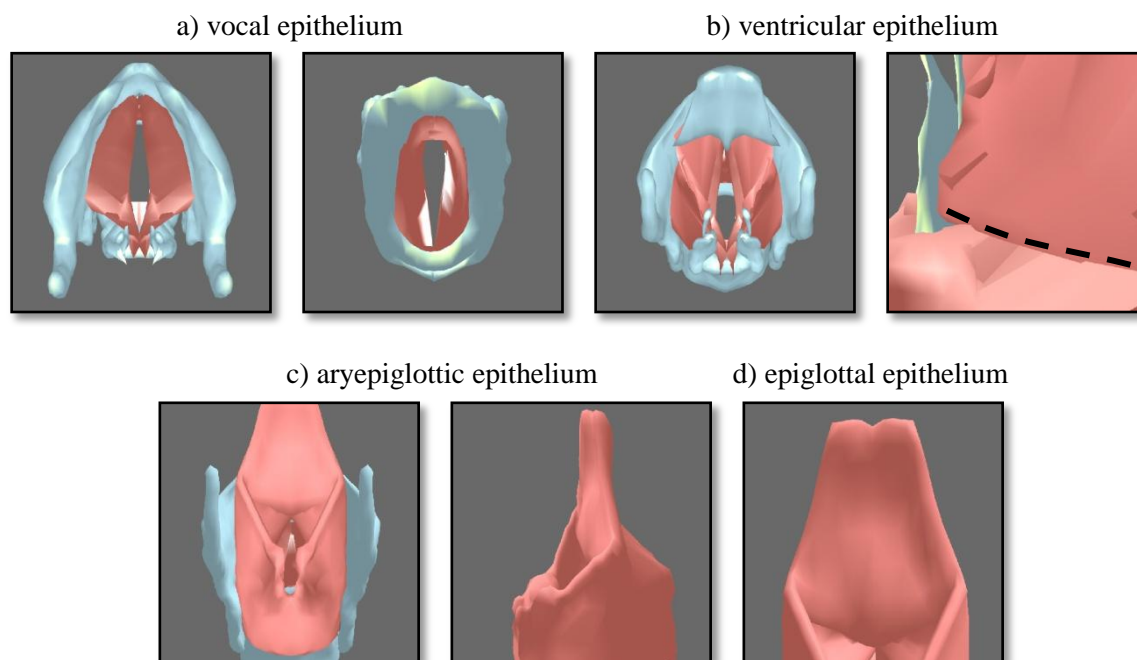 a) vocal epithelium
b) ventricular epithelium
c) aryepiglottic epithelium
d) epiglottal epithelium